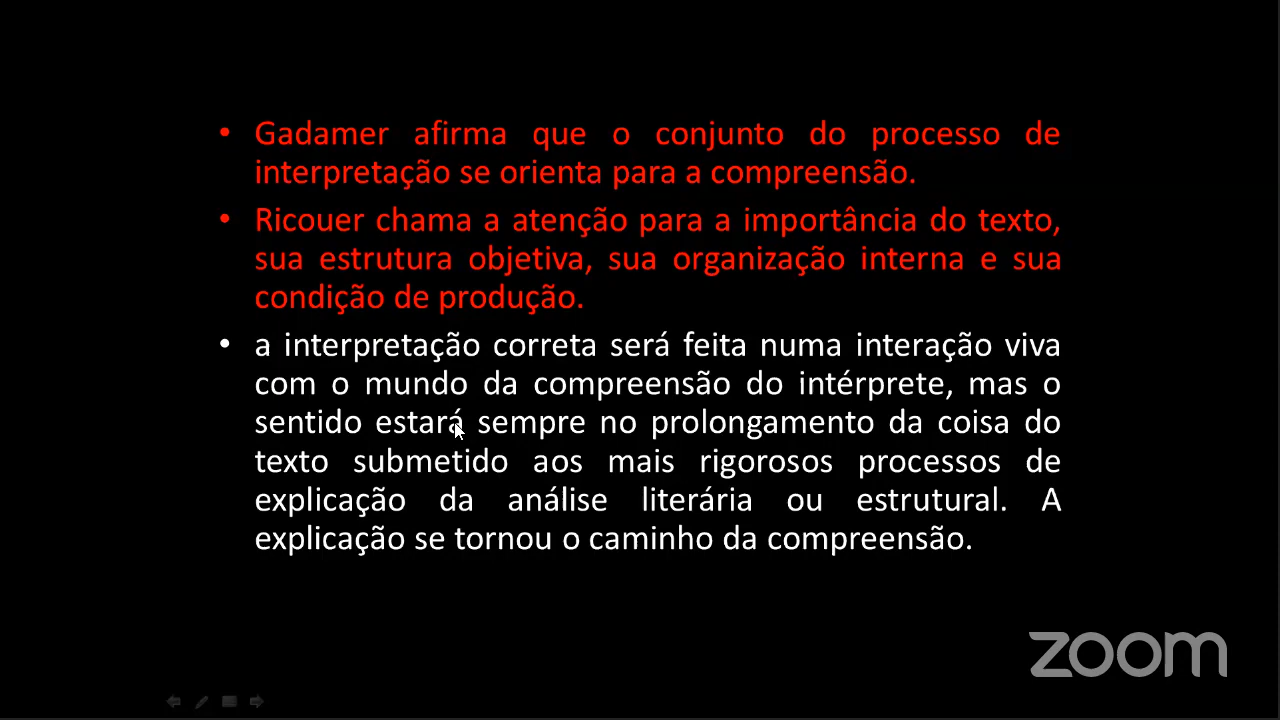 • Gadamer afirma que o conjunto do processo de
interpretação se orienta para a compreensão.
• Ricouer chama a atenção para a importância do texto,
sua estrutura objetiva, sua organização interna e sua
condição de produção.
• a interpretação correta será feita numa interação viva
com o mundo da compreensão do intérprete, mas o
sentido estará sempre no prolongamento da coisa do
texto submetido aos mais rigorosos processos de
explicação da análise literária ou estrutural. A
explicação se tornou o caminho da compreensão.
zoom